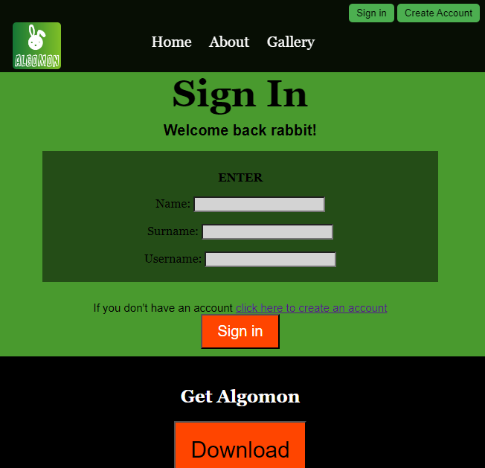 Sign in Create Account
ALGOMON
Home About Gallery
Sign In
Welcome back rabbit!
ENTER
Name:
Surname:
Username:
If you don't have an account click here to create an account
Sign in
Get Algomon
Download